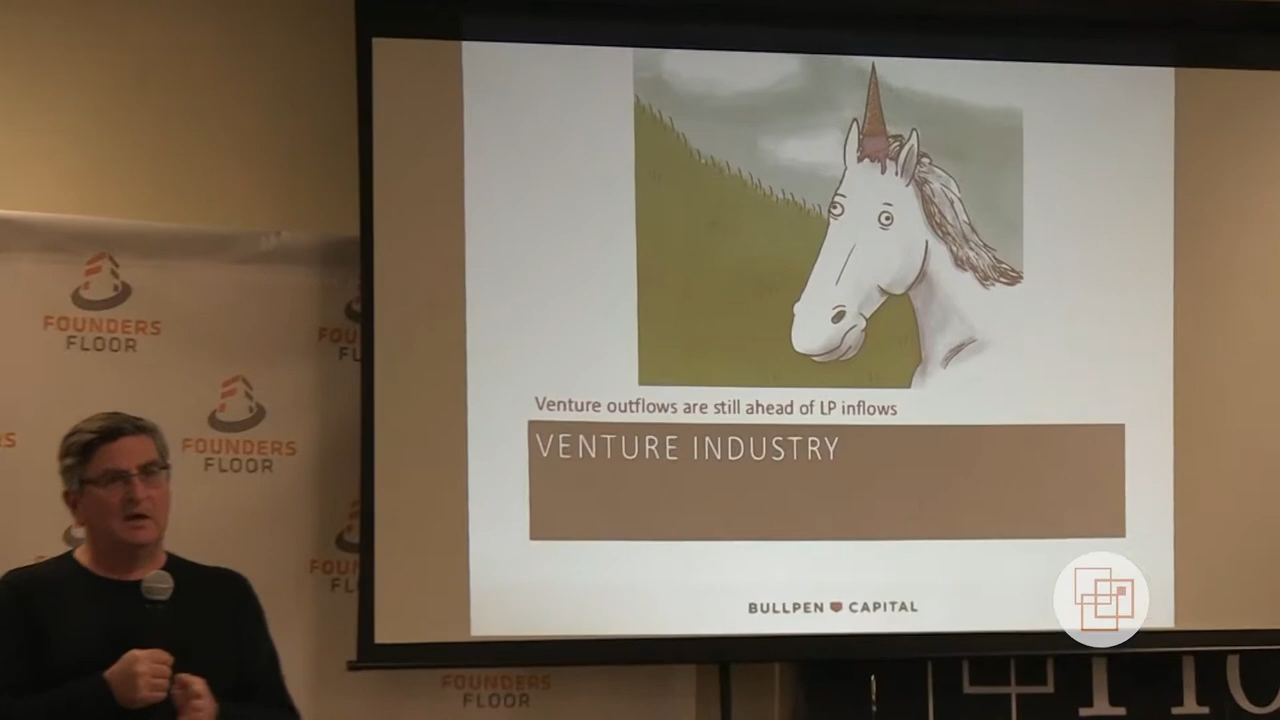 Venture outflows are still ahead of LP inflows
VENTURE INDUSTRY
BULLPEN CAPITAL
FOUNDERS
FLOOR
FOUNDERS
FLOOR
FOUNDERS
FLOOR